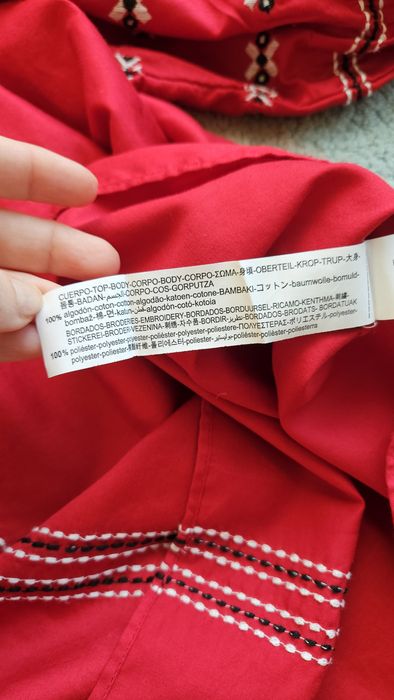 CUERPO-TOP-BODY-CORPO-BODY-CORPO-ΣΩΜΑ-身頃-OBERTEIL-KROP-TRUP-大身-
몸통-BADAN-الجسم-CORPO-COS-GORPUTZA
100% algodón-coton-cotton-algodão-katoen-cotone-ΒΑΜΒΑΚΙ-コットン-baumwolle-bomuld-
bombaž-棉-면-katun-قطن-algodón-cotó-kotoia
BORDADOS-BRODERIES-EMBROIDERY-BORDADOS-BORDUURSEL-RICAMO-ΚΕΝΤΗΜΑ-刺繍-
STICKEREI-BRODERI-VEZENINA-刺绣-자수-BORDIR-تطريز-BORDADOS-BRODATS-BORDATUAK
100% poliéster-polyester-polyester-poliéster-polyester-poliestere-ΠΟΛΥΕΣΤΕΡΑΣ-ポリエステル-polyester-
polyester-poliester-聚酯纤维-폴리에스터-poliester-بوليستر-poliéster-polièster-poliesterra